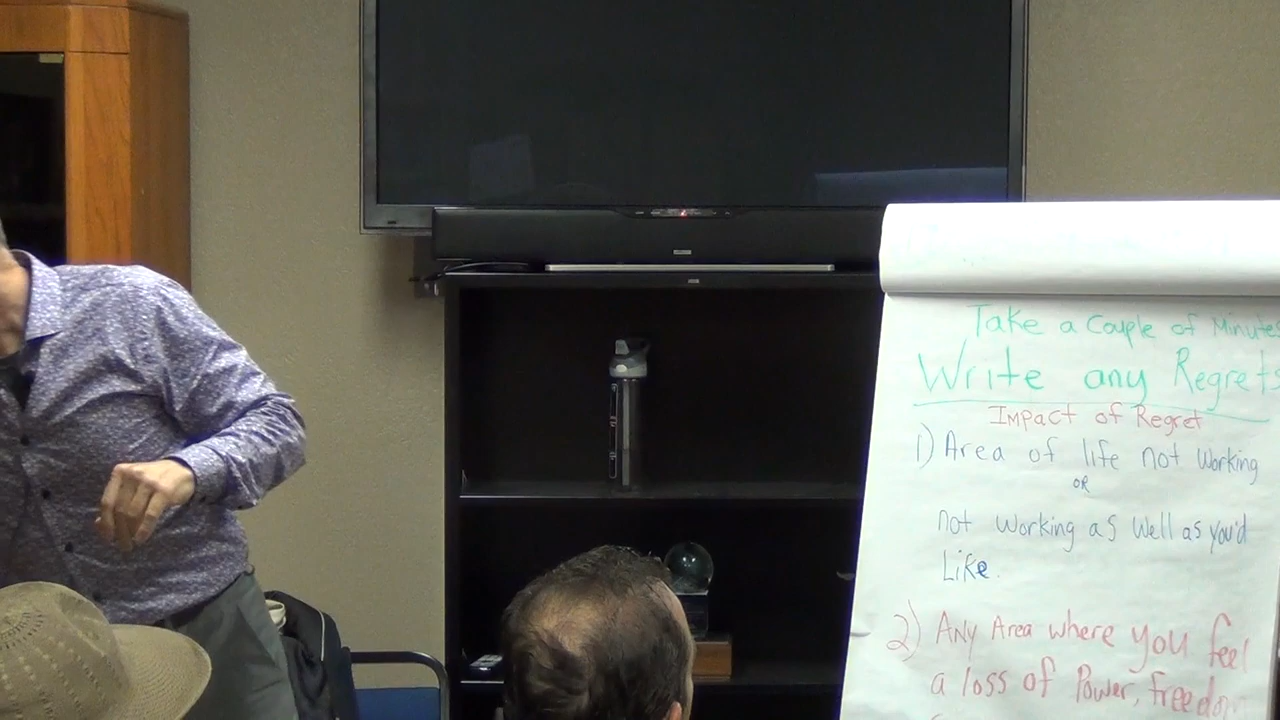 Take a Couple of Minutes
Write any Regrets
Impact of Regret
1) Area of life not working
OR
not working as well as you'd
Like.
2) Any Area where you feel
a loss of Power, freedom